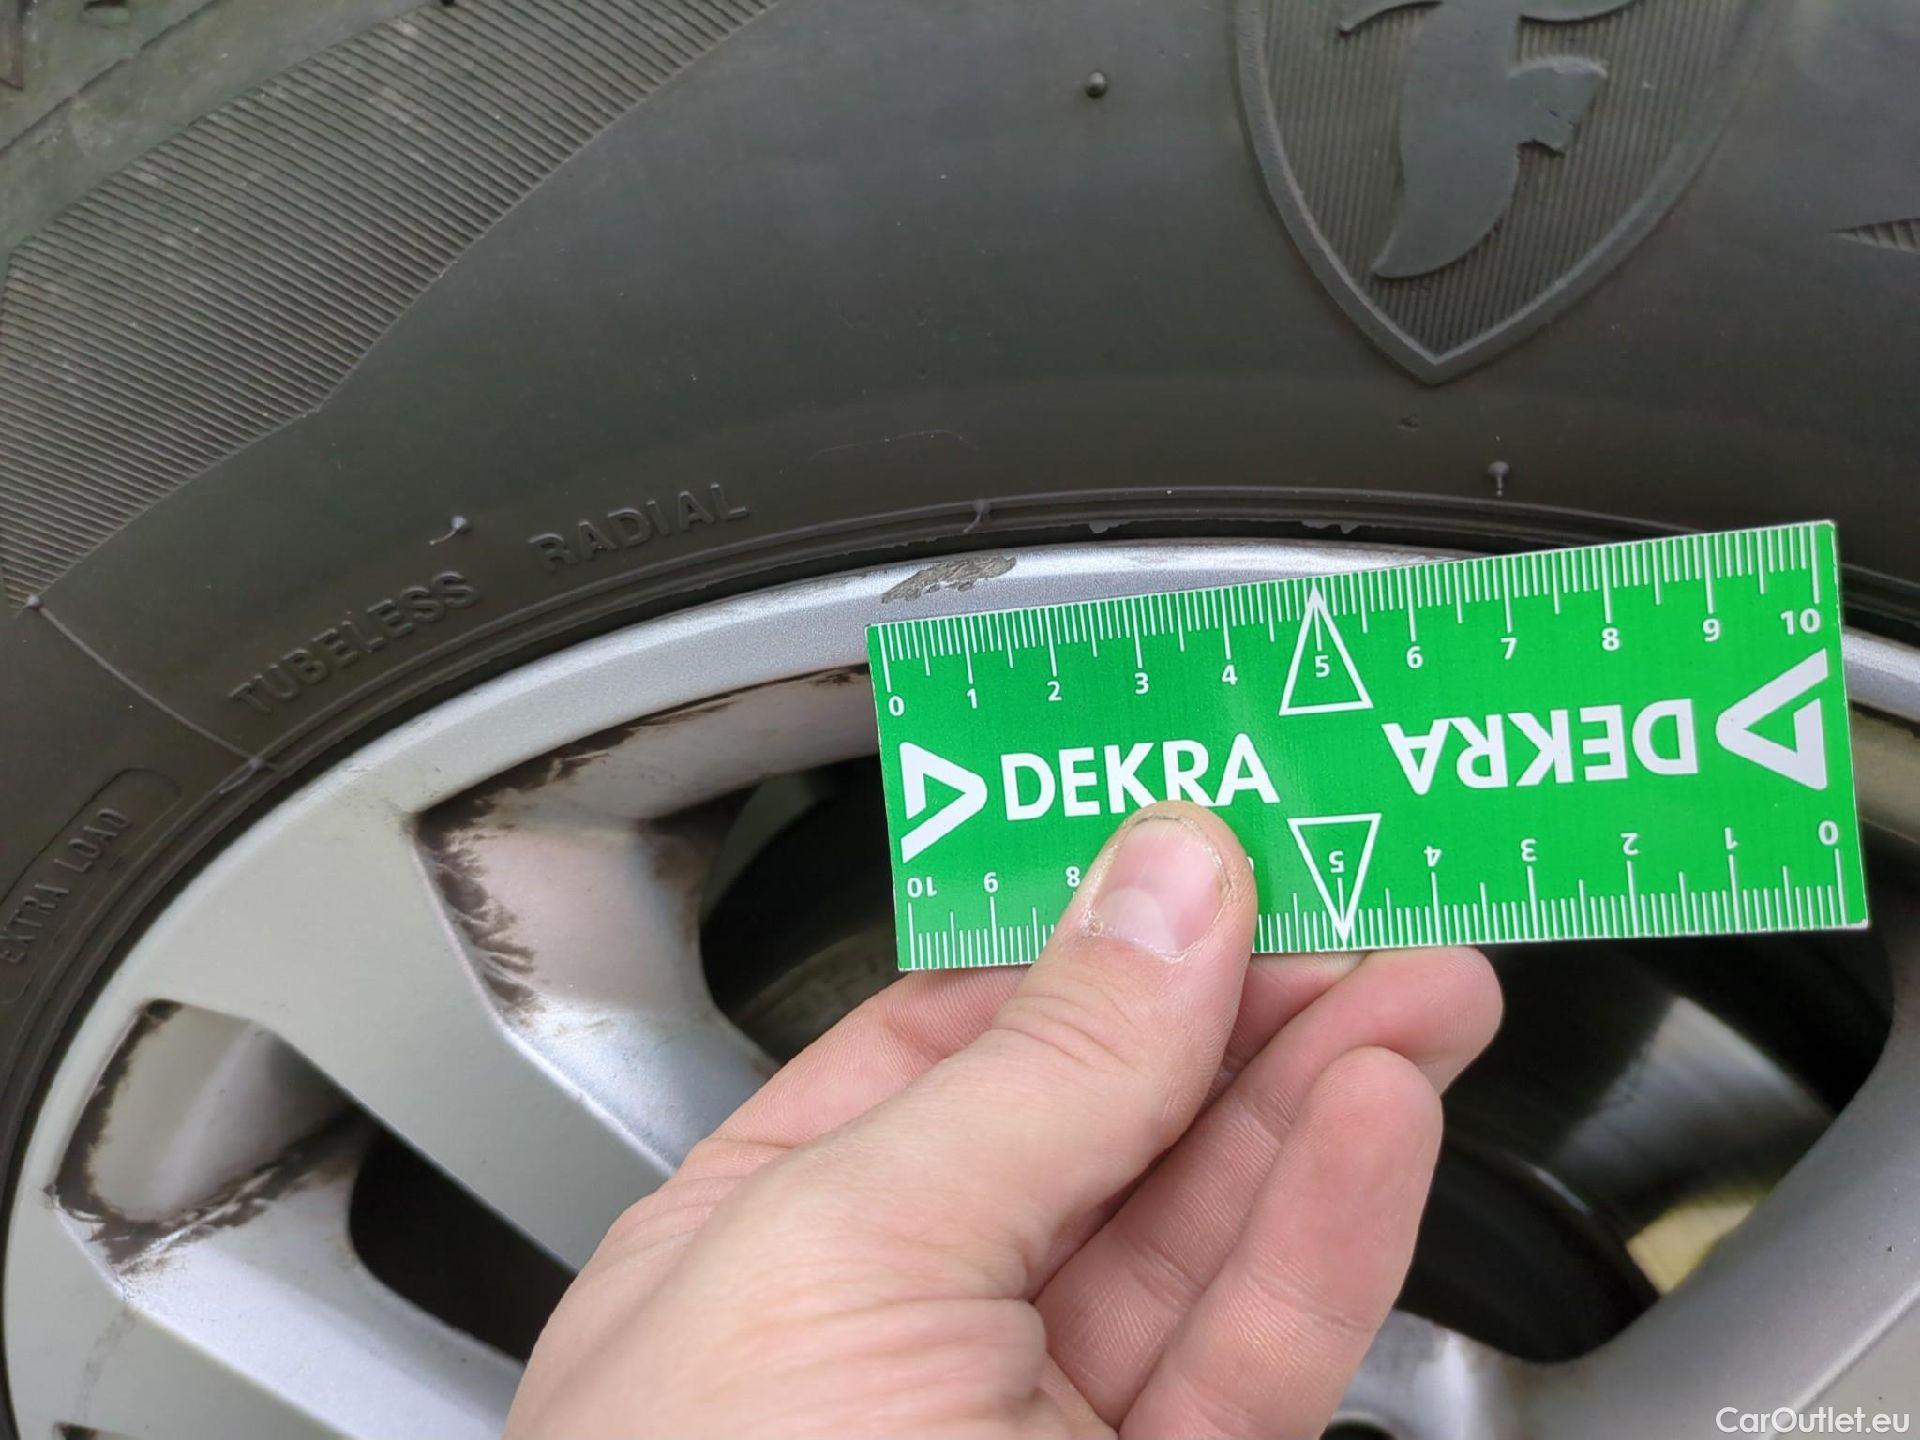 F
TUBELESS RADIAL
EXTRA LOAD
0 1 2 3 4 5 6 7 8 9 10
DEKRA
DEKRA
10 9 8 5 4 3 2 1 0
CarOutlet.eu